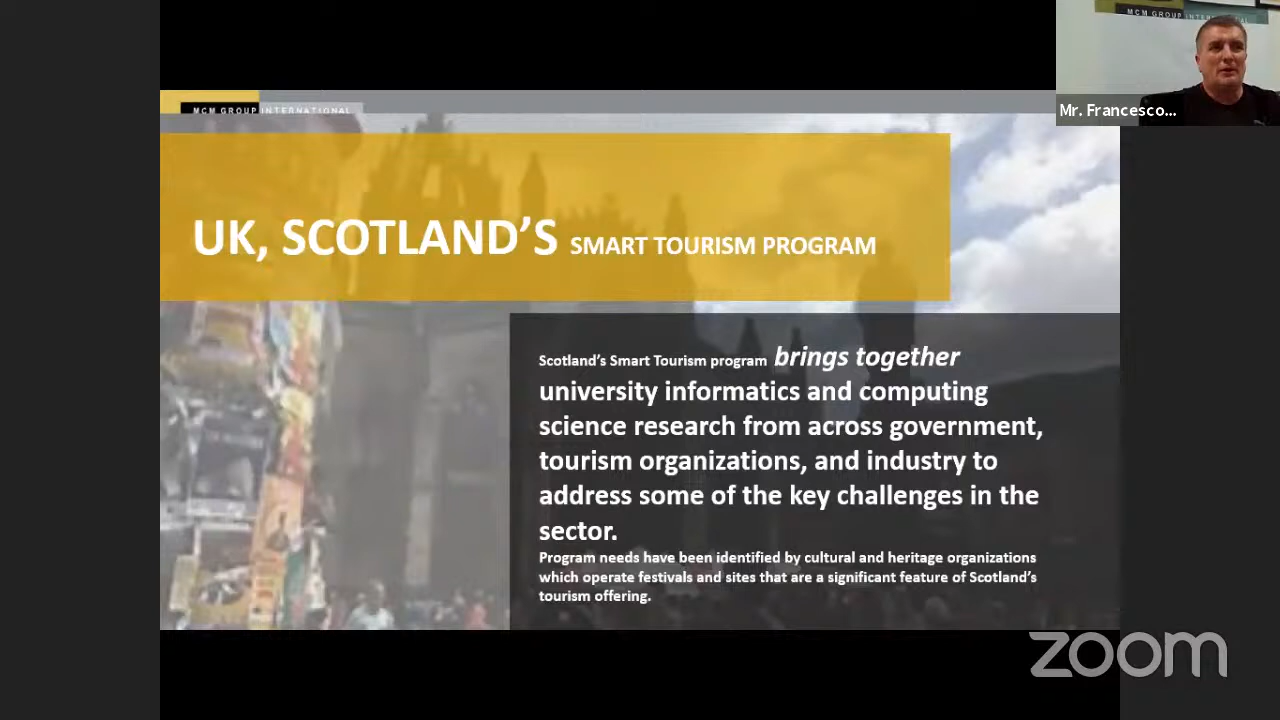 MCM GROUP INTERNATIONAL
Mr. Francesco...
MCM GROUP INTERNATIONAL
UK, SCOTLAND'S SMART TOURISM PROGRAM
Scotland's Smart Tourism program brings together
university informatics and computing
science research from across government,
tourism organizations, and industry to
address some of the key challenges in the
sector.
Program needs have been identified by cultural and heritage organizations
which operate festivals and sites that are a significant feature of Scotland's
tourism offering.
zoom